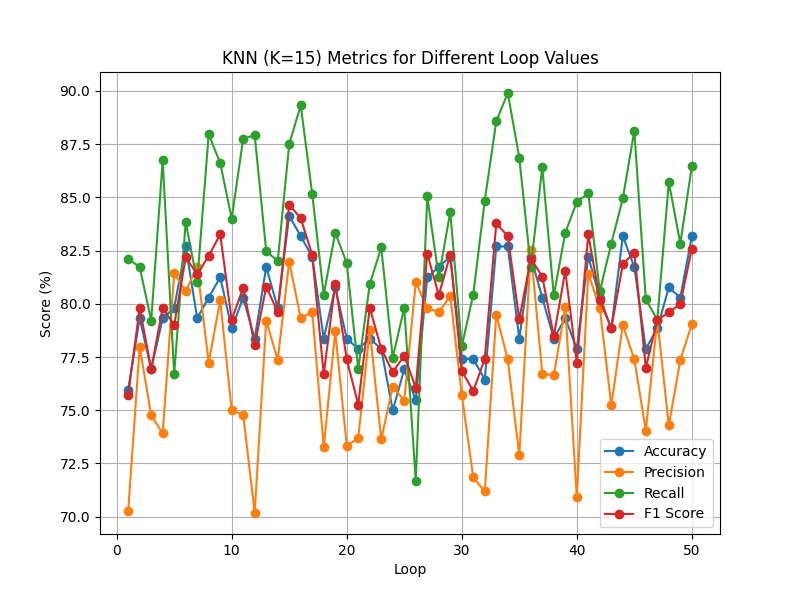 KNN (K=15) Metrics for Different Loop Values
Score (%)
90.0
87.5
85.0
82.5
80.0
77.5
75.0
72.5
70.0
0
10
20
30
40
50
Loop
Accuracy
Precision
Recall
F1 Score